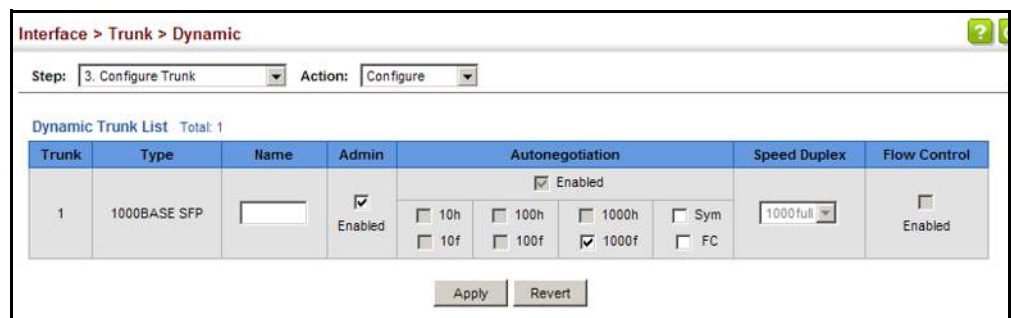 Interface > Trunk > Dynamic
?
Step: 3. Configure Trunk Action: Configure
Dynamic Trunk List Total: 1
Trunk Type Name Admin Autonegotiation Speed Duplex Flow Control
Enabled
1 1000BASE SFP Enabled 10h 100h 1000h Sym 1000full Enabled
10f 100f 1000f FC
Apply Revert